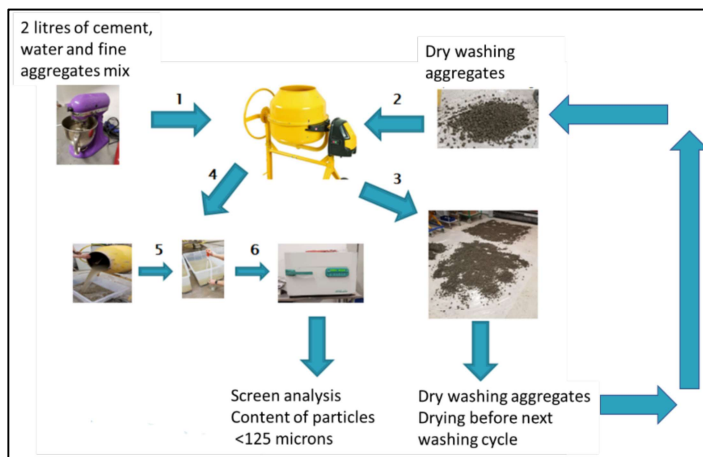 2 litres of cement,
water and fine
aggregates mix
Dry washing
aggregates
1
2
4
3
5
6
Screen analysis
Content of particles
<125 microns
Dry washing aggregates
Drying before next
washing cycle